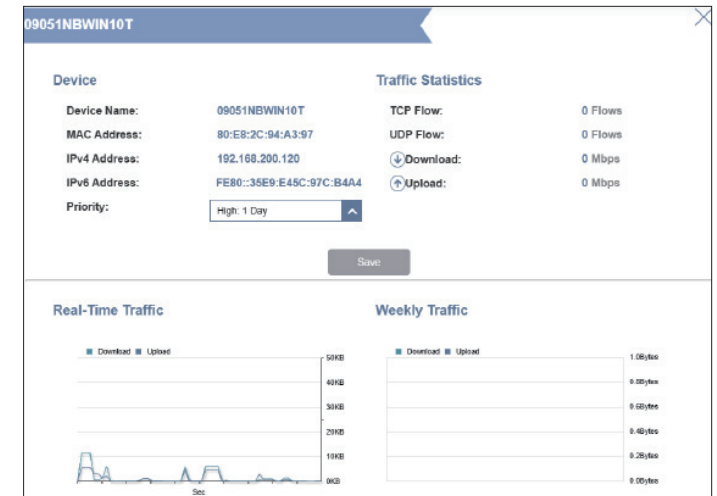 09051NBWIN10T
Device
Device Name: 09051NBWIN10T
MAC Address: 80:E8:2C:94:A3:97
IPv4 Address: 192.168.200.120
IPv6 Address: FE80::35E9:E45C:97C:B4A4
Priority: High: 1 Day
Traffic Statistics
TCP Flow: 0 Flows
UDP Flow: 0 Flows
Download: 0 Mbps
Upload: 0 Mbps
Save
Real-Time Traffic
Download Upload
50KB
40KB
30KB
20KB
10KB
0KB
Sec
Weekly Traffic
Download Upload
1.0Bytes
0.8Bytes
0.6Bytes
0.4Bytes
0.2Bytes
0.0Bytes